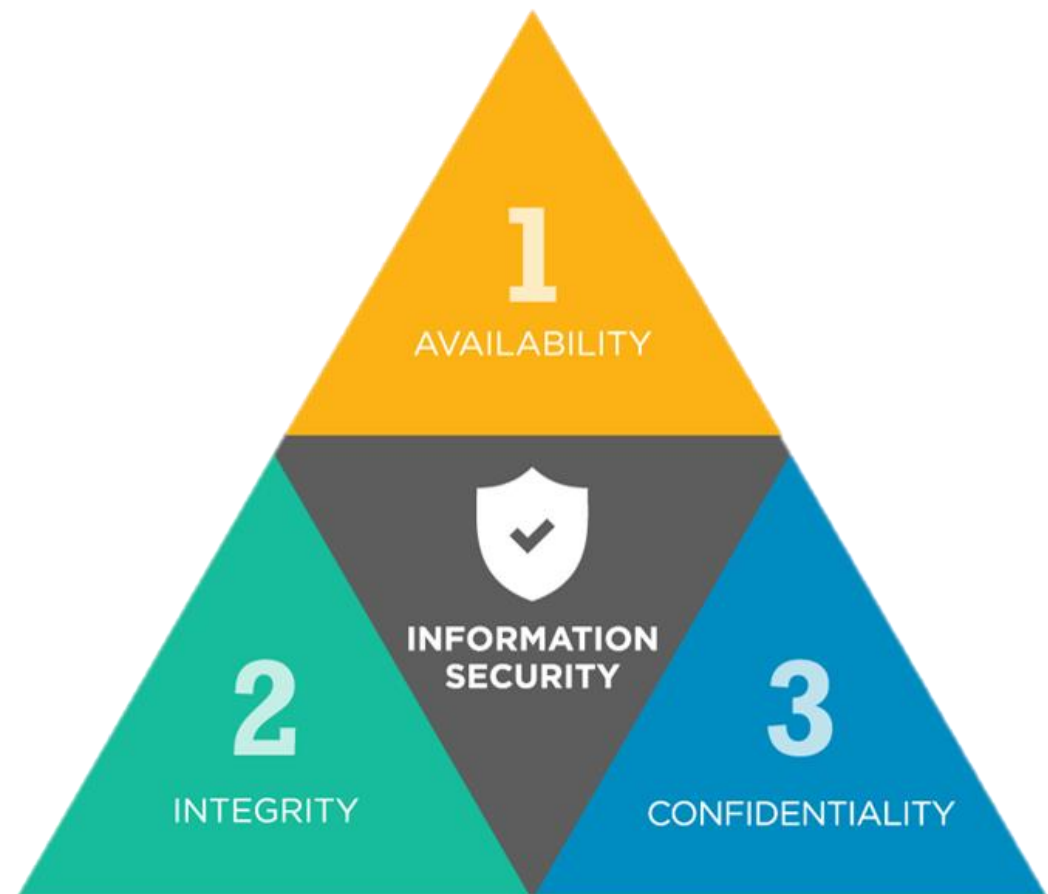 1
AVAILABILITY
INFORMATION
SECURITY
2
INTEGRITY
3
CONFIDENTIALITY